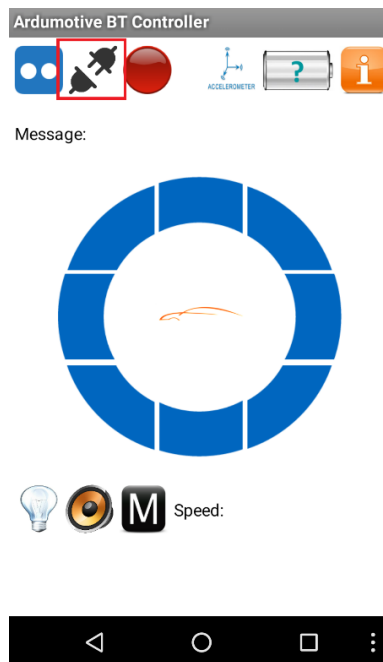 Ardumotive BT Controller
ACCELEROMETER
?
i
Message:
M
Speed: